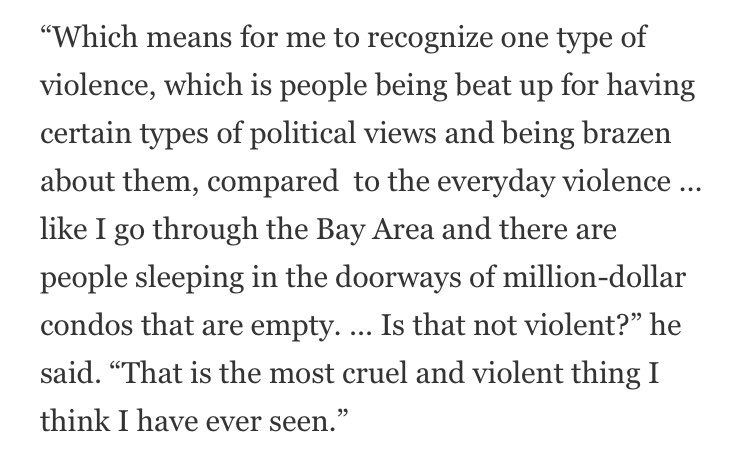 “Which means for me to recognize one type of
violence, which is people being beat up for having
certain types of political views and being brazen
about them, compared  to the everyday violence ...
like I go through the Bay Area and there are
people sleeping in the doorways of million-dollar
condos that are empty. ... Is that not violent?” he
said. “That is the most cruel and violent thing I
think I have ever seen.”